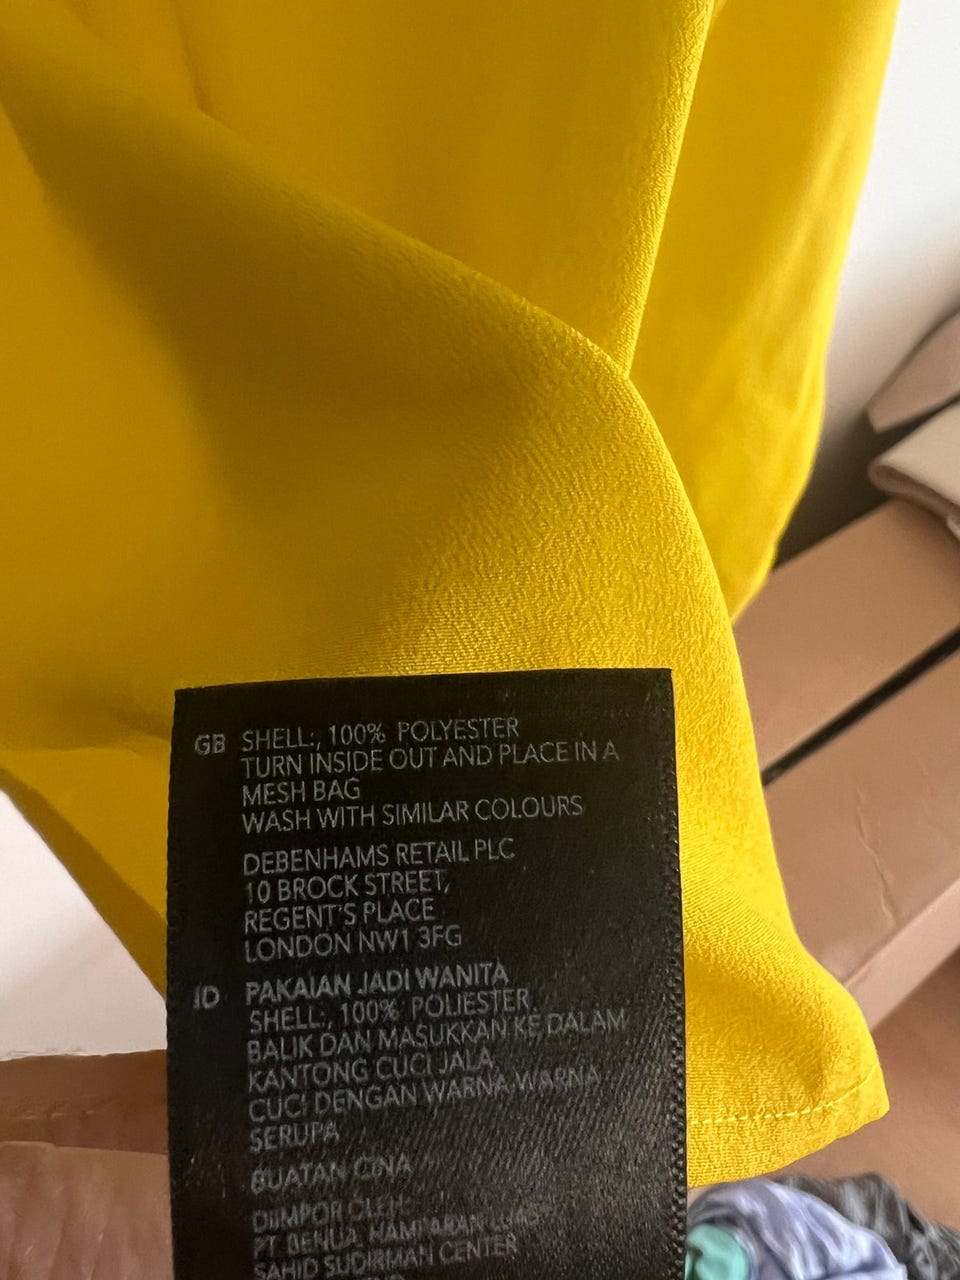 GB SHELL:, 100% POLYESTER
TURN INSIDE OUT AND PLACE IN A
MESH BAG
WASH WITH SIMILAR COLOURS
DEBENHAMS RETAIL PLC
10 BROCK STREET,
REGENT'S PLACE
LONDON NW1 3FG
ID PAKAIAN JADI WANITA
SHELL:, 100% POLIESTER,
BALIK DAN MASUKKAN KE DALAM
KANTONG CUCI JALA
CUCI DENGAN WARNA-WARNA
SERUPA
BUATAN CINA
DIIMPOR OLEH:
PT. BENUA HAMPARAN
SAHID SUDIRMAN CENTER